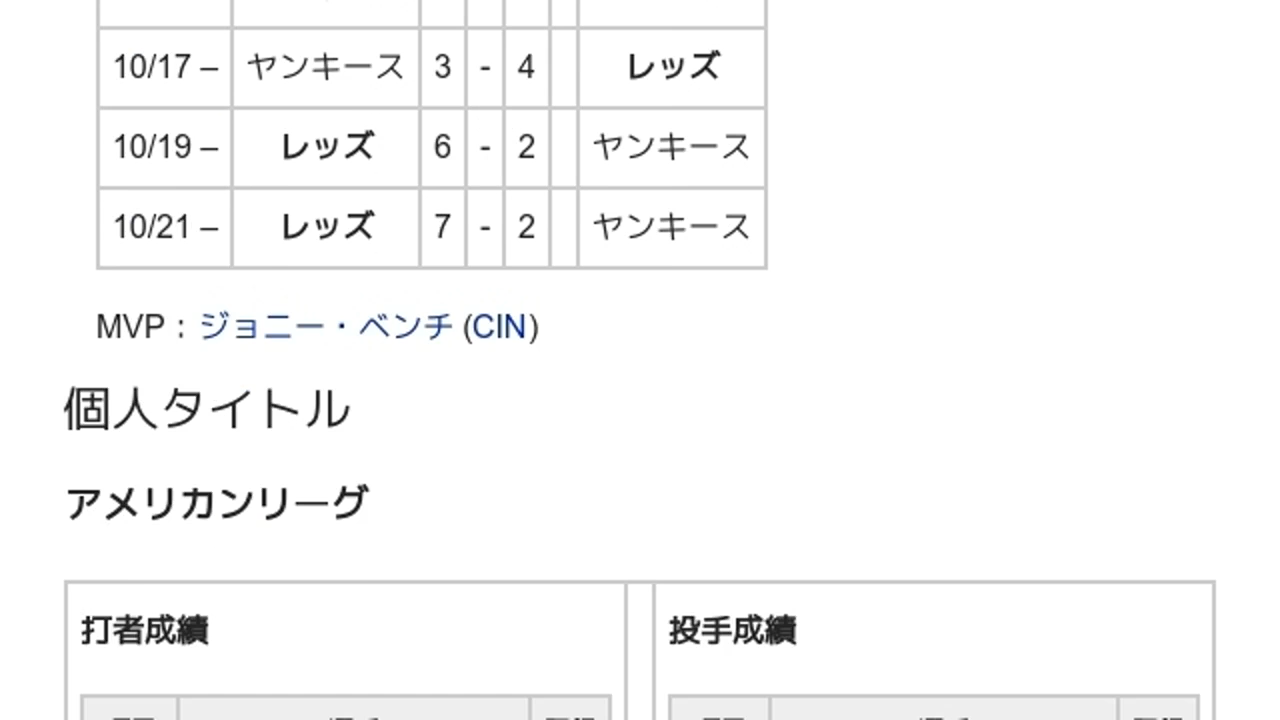 10/17 – ヤンキース 3 - 4 レッズ
10/19 – レッズ 6 - 2 ヤンキース
10/21 – レッズ 7 - 2 ヤンキース
MVP : ジョニー・ベンチ (CIN)
個人タイトル
アメリカンリーグ
打者成績 投手成績